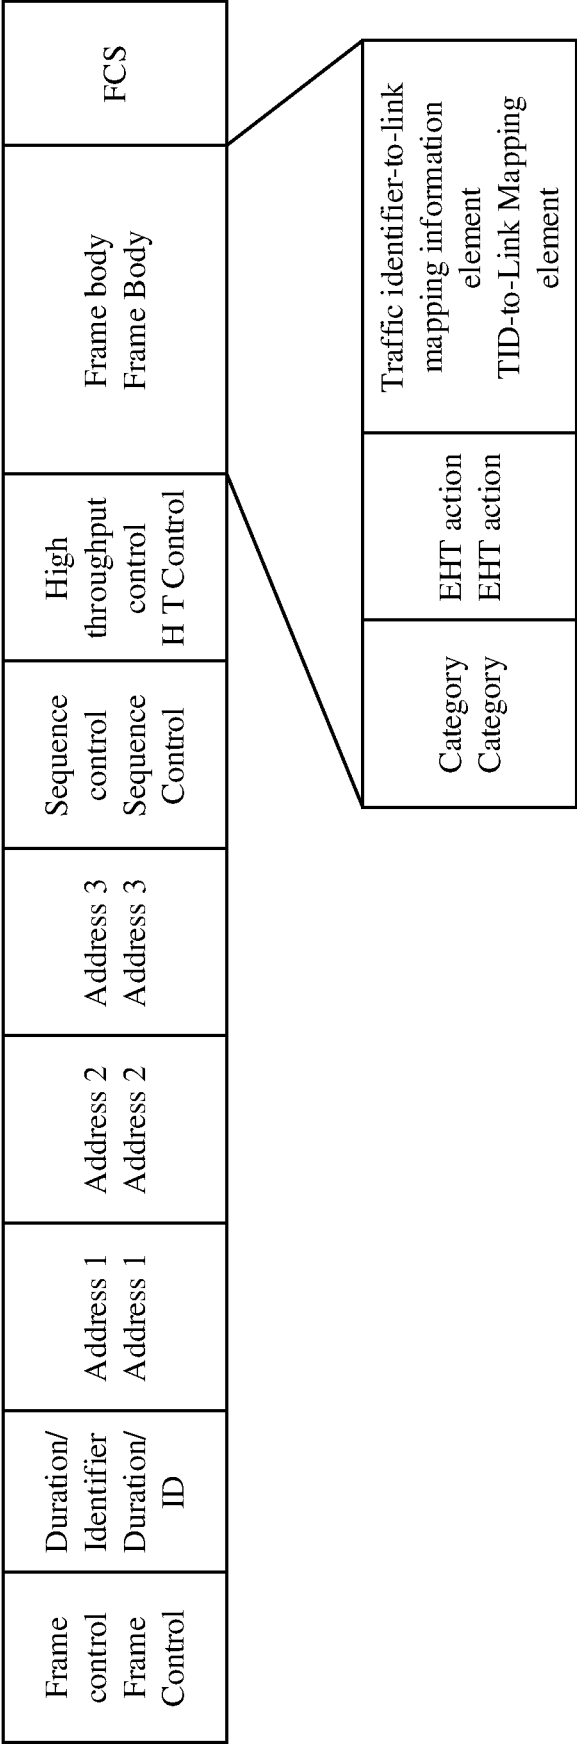 Frame
control
Frame
Control
Duration/
Identifier
Duration/
ID
Address 1
Address 1
Address 2
Address 2
Address 3
Address 3
Sequence
control
Sequence
Control
High
throughput
control
H T Control
Frame body
Frame Body
FCS
Category
Category
EHT action
EHT action
Traffic identifier-to-link
mapping information
element
TID-to-Link Mapping
element